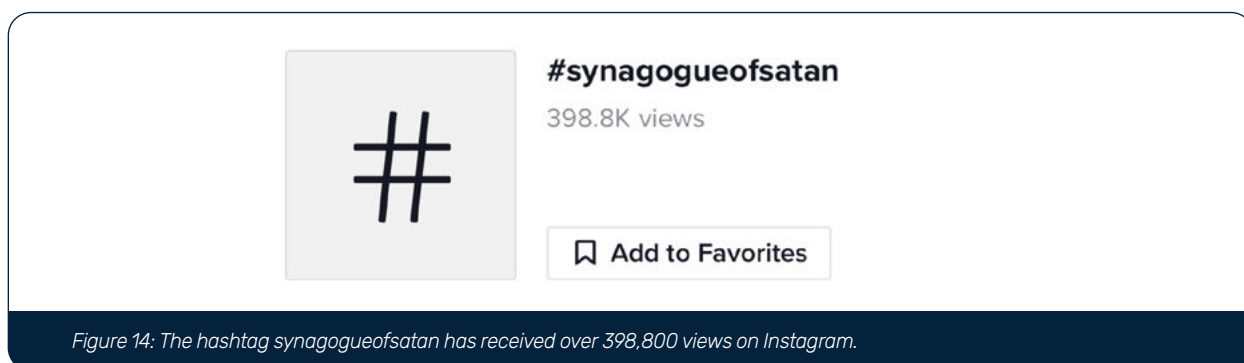 #synagogueofsatan
398.8K views
Add to Favorites
Figure 14: The hashtag synagogueofsatan has received over 398,800 views on Instagram.